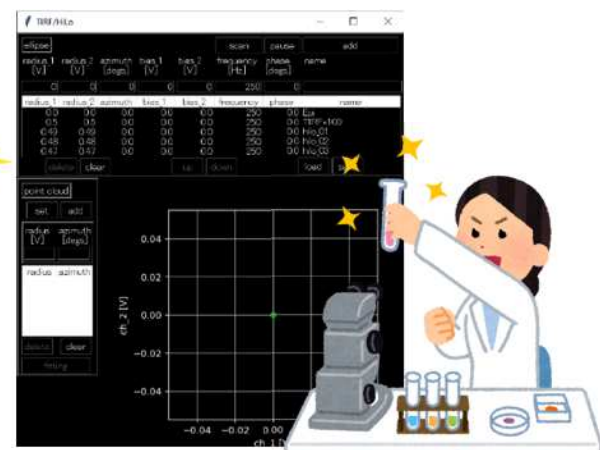 TIRF/HiLo
ellipse scan pause add
radius_1 [V] radius_2 [V] azimuth [degs] bias_1 [V] bias_2 [V] frequency [Hz] phase [degs] name
0 0 0 0 0 250 0
radius_1 radius_2 azimuth bias_1 bias_2 frequency phase name
0.0 0.0 0.0 0.0 0.0 250 0.0 Epi
0.5 0.5 0.0 0.0 0.0 250 0.0 TIRF+100
0.49 0.49 0.0 0.0 0.0 250 0.0 hilo_01
0.48 0.48 0.0 0.0 0.0 250 0.0 hilo_02
0.47 0.47 0.0 0.0 0.0 250 0.0 hilo_03
delete clear up down load
point cloud
set add
radius [V] azimuth [degs]
radius azimuth
delete clear
fitting
ch_2 [V]
0.04
0.02
0.00
−0.02
−0.04
−0.04 −0.02 0.00
ch_1 [V]